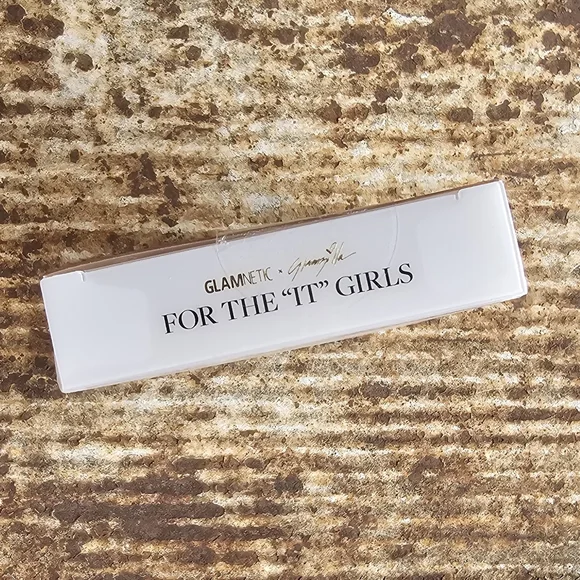 GLAMNETIC ×
FOR THE “IT” GIRLS